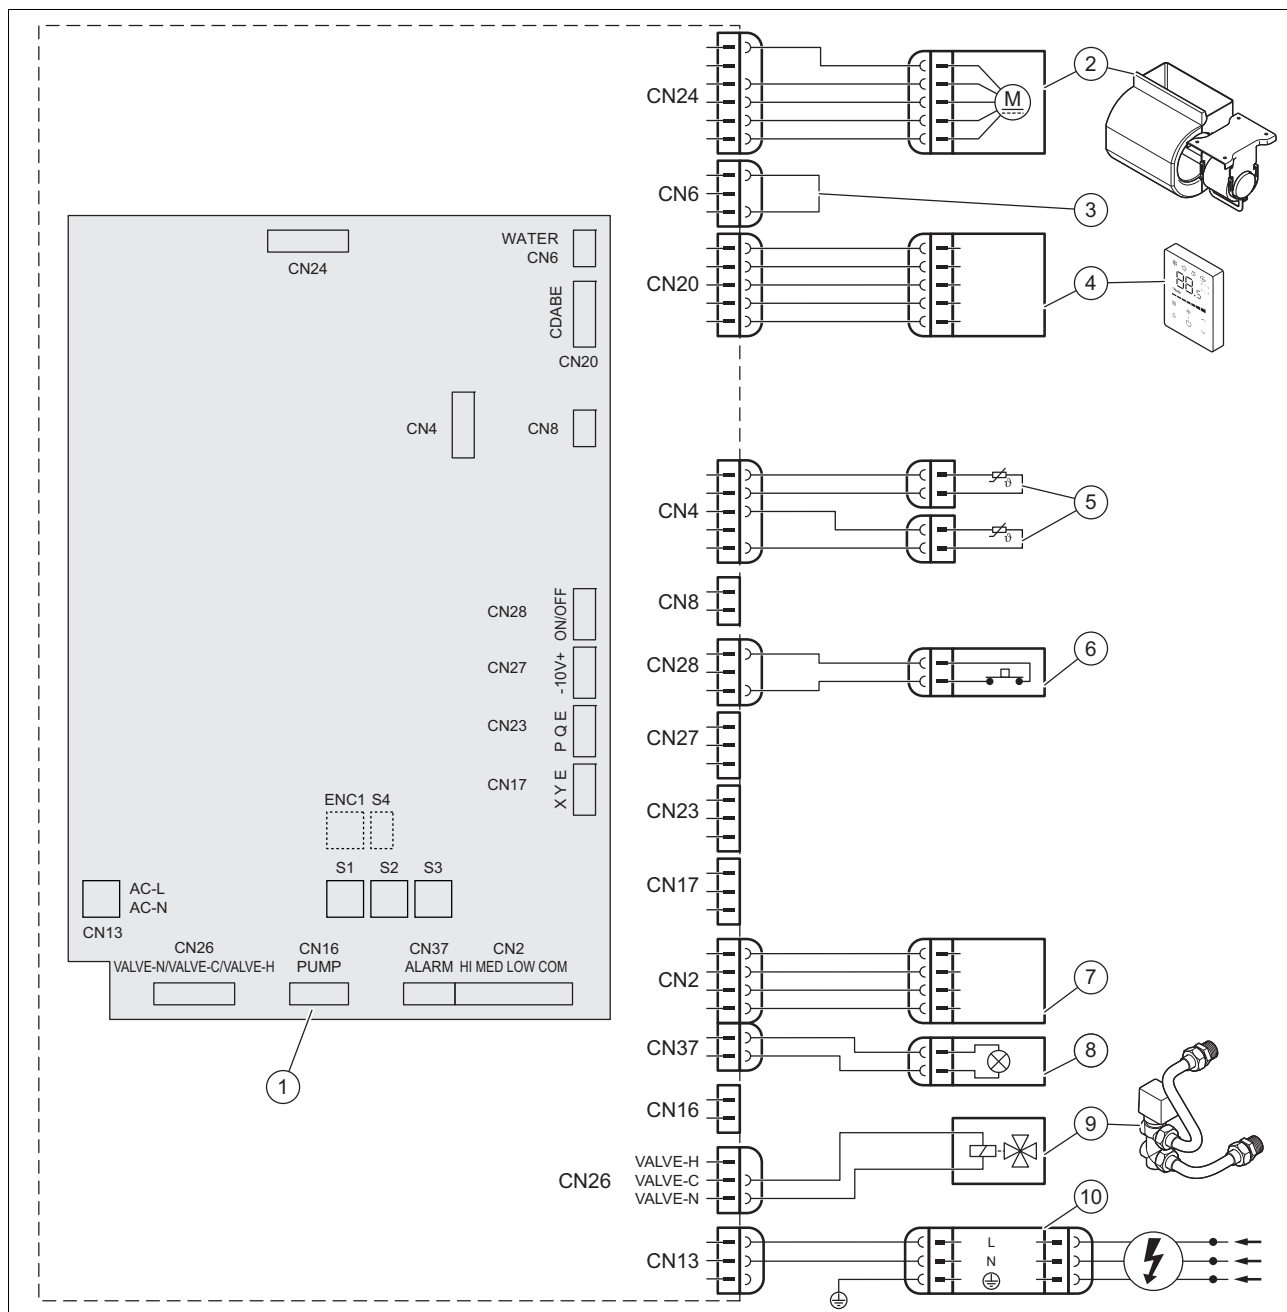 CN24
M
2
CN6
3
CN20
4
88.5
WATER
CN6
CN24
CDABE
CN20
CN4
CN8
CN4
ϑ
ϑ
5
CN8
CN28
ON/OFF
CN28
6
CN27
-10V+
CN27
CN23
P Q E
CN23
CN17
X Y E
CN17
ENC1 S4
S1 S2 S3
AC-L
AC-N
CN13
CN26
VALVE-N/VALVE-C/VALVE-H
CN16
PUMP
CN37
ALARM
CN2
HI MED LOW COM
1
CN2
7
CN37
8
CN16
CN26
VALVE-H
VALVE-C
VALVE-N
9
10
CN13
L
N